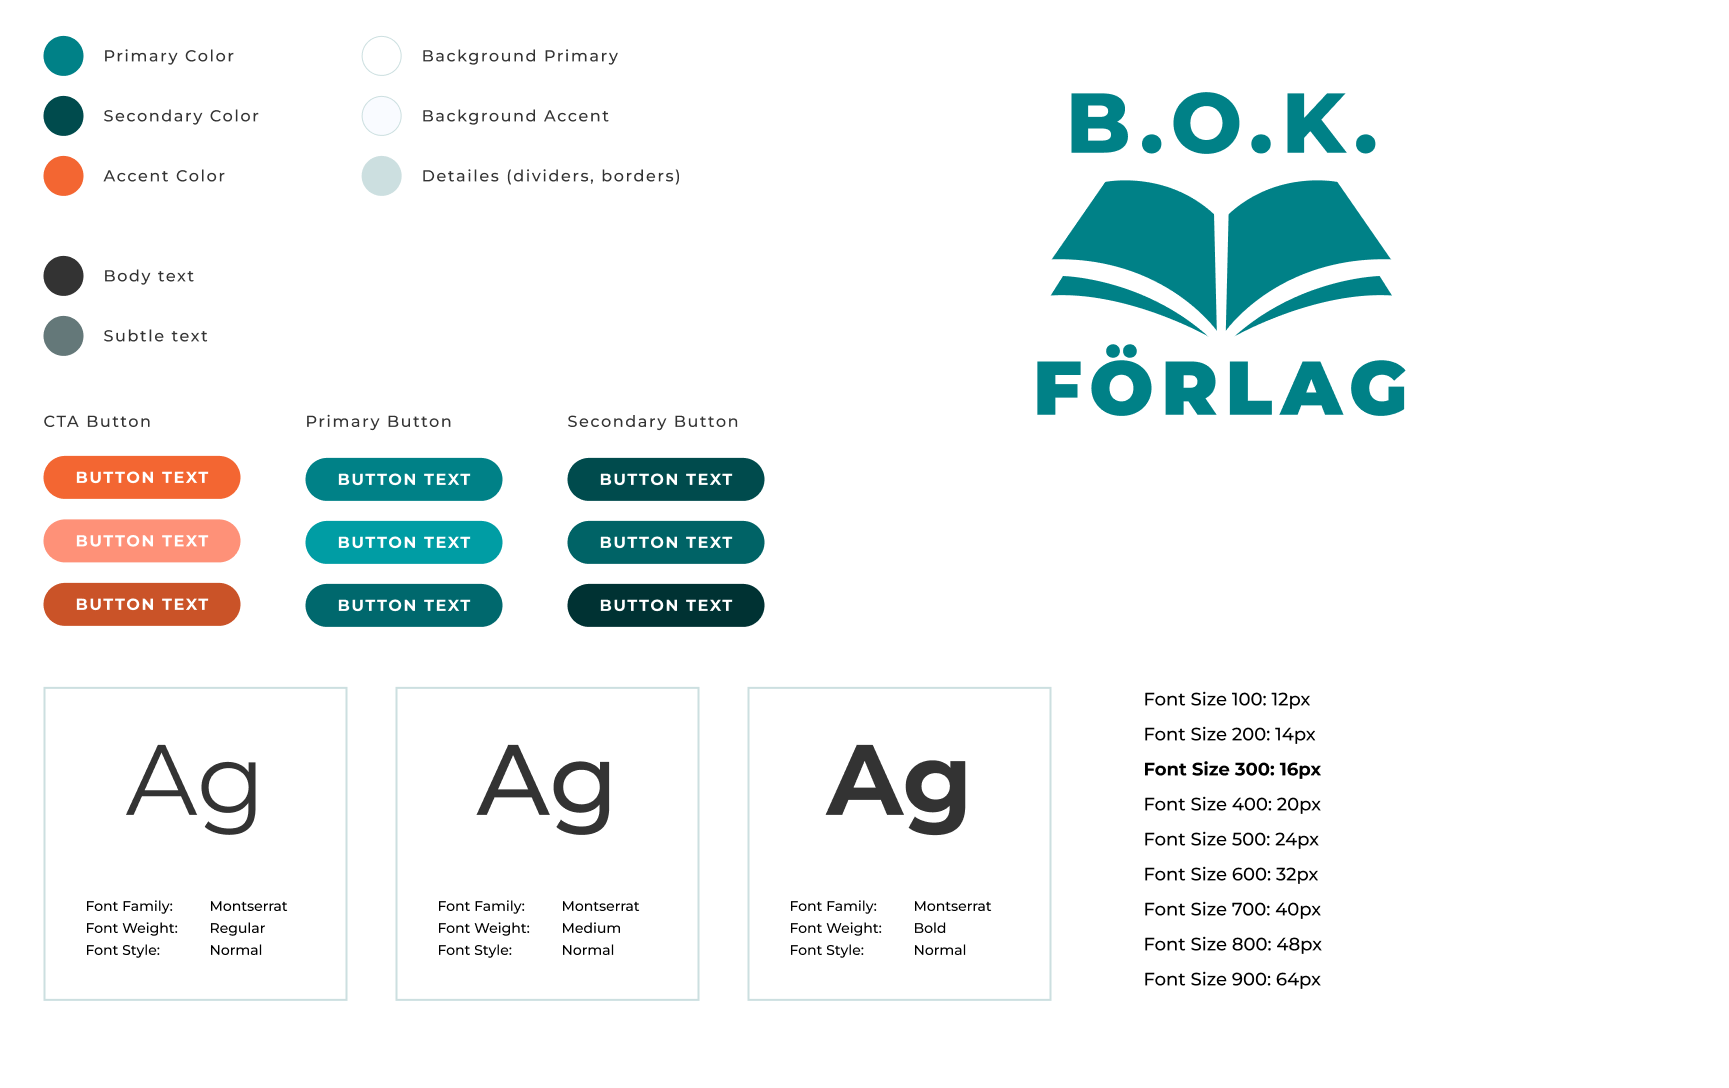 Primary Color
Secondary Color
Accent Color
Background Primary
Background Accent
Detailes (dividers, borders)
Body text
Subtle text
B.O.K.
FÖRLAG
CTA Button
BUTTON TEXT
BUTTON TEXT
BUTTON TEXT
Primary Button
BUTTON TEXT
BUTTON TEXT
BUTTON TEXT
Secondary Button
BUTTON TEXT
BUTTON TEXT
BUTTON TEXT
Ag
Font Family: Montserrat
Font Weight: Regular
Font Style: Normal
Ag
Font Family: Montserrat
Font Weight: Medium
Font Style: Normal
Ag
Font Family: Montserrat
Font Weight: Bold
Font Style: Normal
Font Size 100: 12px
Font Size 200: 14px
Font Size 300: 16px
Font Size 400: 20px
Font Size 500: 24px
Font Size 600: 32px
Font Size 700: 40px
Font Size 800: 48px
Font Size 900: 64px